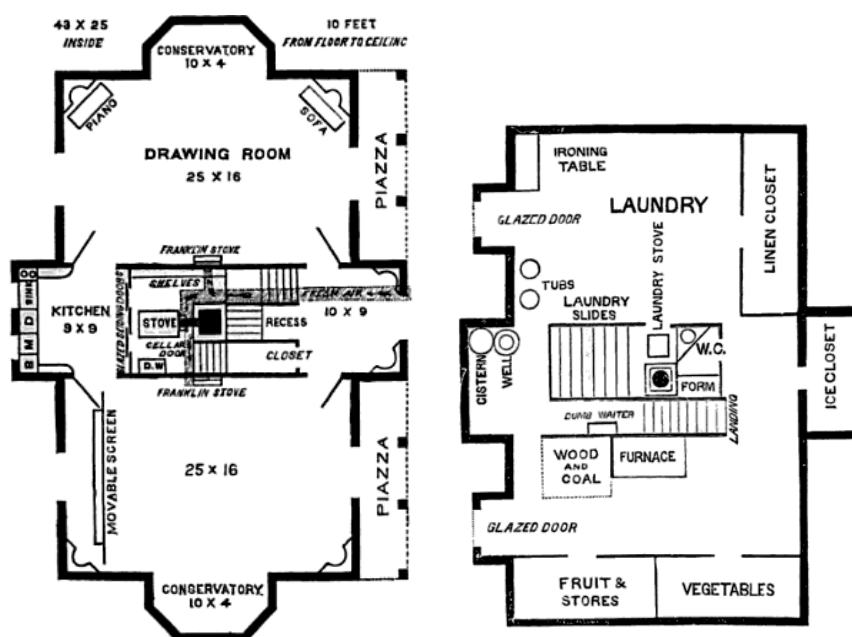 43 X 25
INSIDE
10 FEET
FROM FLOOR TO CEILING
CONSERVATORY
10 X 4
PIANO
SOFA
DRAWING ROOM
25 X 16
PIAZZA
FRANKLIN STOVE
SHELVES
KITCHEN
9 X 9
SINK
D
M
B
GLAZED SLIDING DOORS
STOVE
RECESS
10 X 9
CELLAR
DOOR
D.W
CLOSET
FRANKLIN STOVE
MOVABLE SCREEN
25 X 16
PIAZZA
CONSERVATORY
10 X 4
IRONING
TABLE
LAUNDRY
GLAZED DOOR
LINEN CLOSET
TUBS
LAUNDRY STOVE
LAUNDRY
SLIDES
W.C.
CISTERN
WELL
FORM
ICE CLOSET
DUMB WAITER
LANDING
WOOD
AND
COAL
FURNACE
GLAZED DOOR
FRUIT &
STORES
VEGETABLES